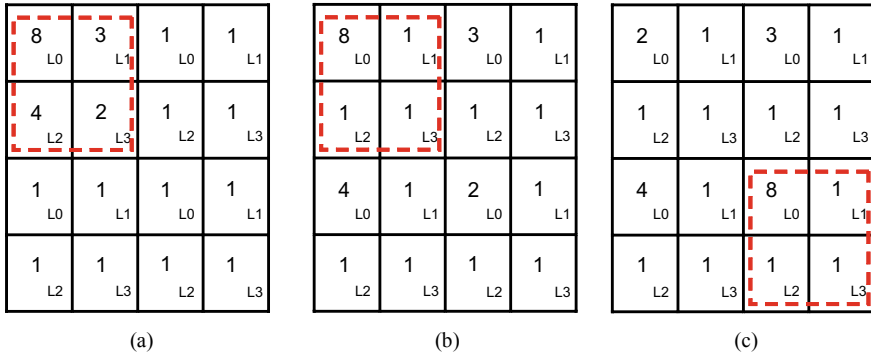 8 L0 3 L1 1 L0 1 L1
4 L2 2 L3 1 L2 1 L3
1 L0 1 L1 1 L0 1 L1
1 L2 1 L3 1 L2 1 L3
(a)
8 L0 1 L1 3 L0 1 L1
1 L2 1 L3 1 L2 1 L3
4 L0 1 L1 2 L0 1 L1
1 L2 1 L3 1 L2 1 L3
(b)
2 L0 1 L1 3 L0 1 L1
1 L2 1 L3 1 L2 1 L3
4 L0 1 L1 8 L0 1 L1
1 L2 1 L3 1 L2 1 L3
(c)